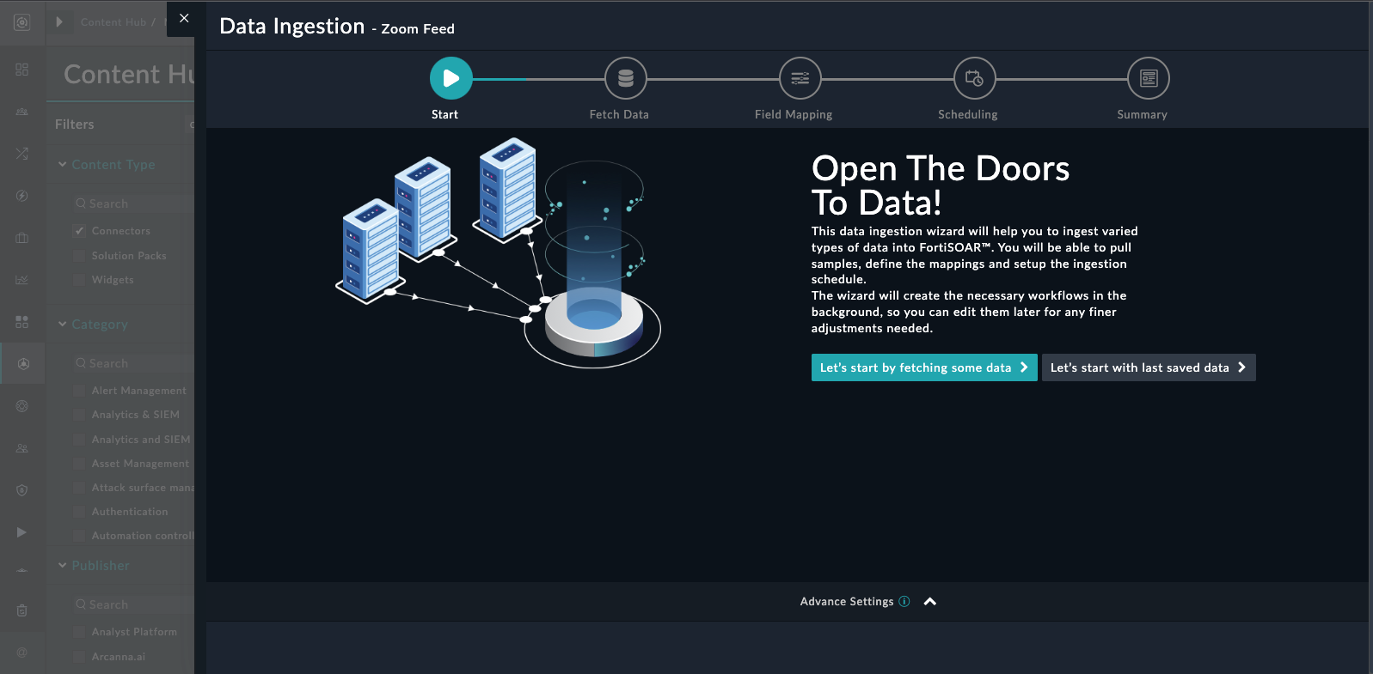 Content Hub /
Data Ingestion - Zoom Feed
Content Hu
Start
Fetch Data
Field Mapping
Scheduling
Summary
Filters
Content Type
Search
Connectors
Solution Packs
Widgets
Category
Search
Alert Management
Analytics & SIEM
Analytics and SIEM
Asset Management
Attack surface mana
Authentication
Automation controll
Publisher
Search
Analyst Platform
Arcanna.ai
Open The Doors
To Data!
This data ingestion wizard will help you to ingest varied
types of data into FortiSOAR™. You will be able to pull
samples, define the mappings and setup the ingestion
schedule.
The wizard will create the necessary workflows in the
background, so you can edit them later for any finer
adjustments needed.
Let's start by fetching some data
Let's start with last saved data
Advance Settings